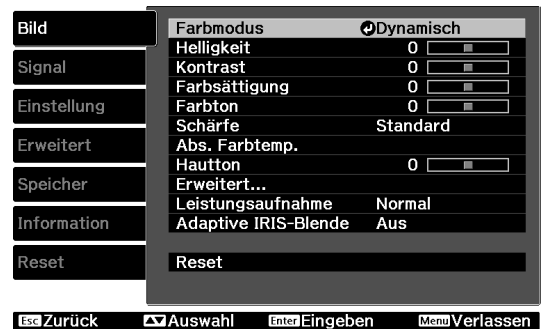 Bild
Signal
Einstellung
Erweitert
Speicher
Information
Reset
Farbmodus Dynamisch
Helligkeit 0
Kontrast 0
Farbsättigung 0
Farbton 0
Schärfe Standard
Abs. Farbtemp.
Hautton 0
Erweitert...
Leistungsaufnahme Normal
Adaptive IRIS-Blende Aus
Reset
Esc Zurück Auswahl Enter Eingeben Menu Verlassen